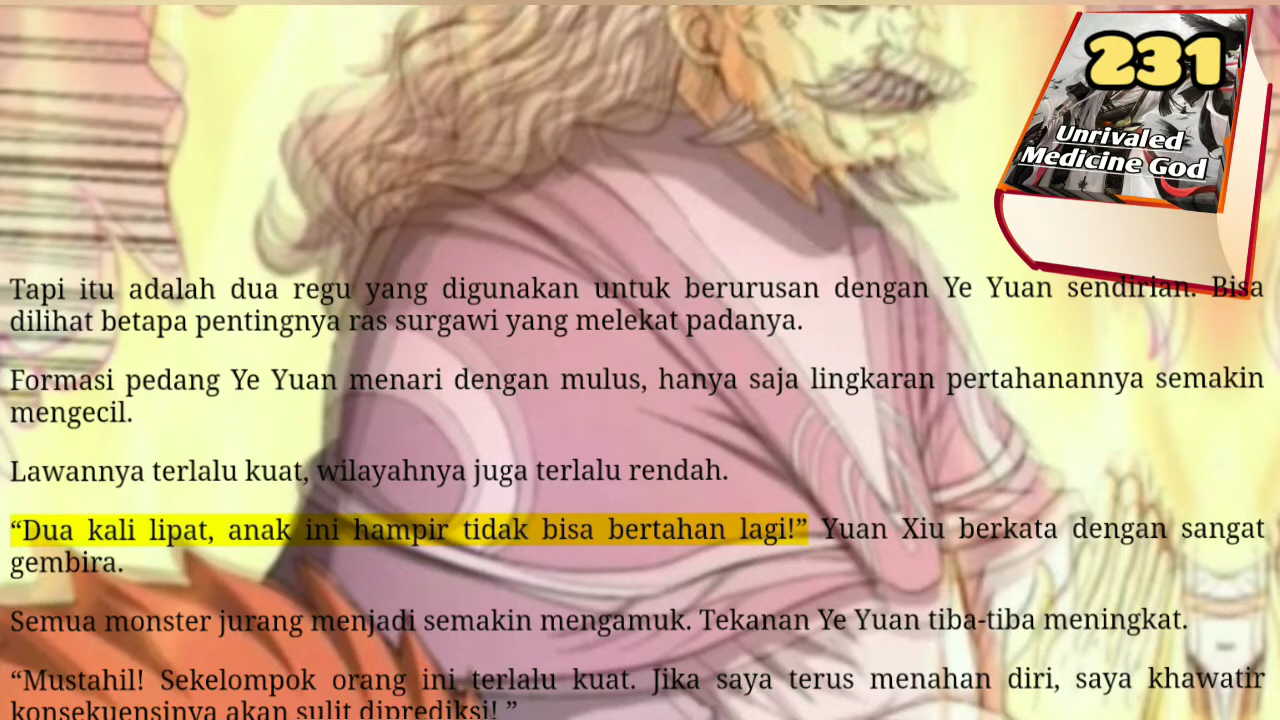 231
Unrivaled
Medicine God
Tapi itu adalah dua regu yang digunakan untuk berurusan dengan Ye Yuan sendirian. Bisa
dilihat betapa pentingnya ras surgawi yang melekat padanya.
Formasi pedang Ye Yuan menari dengan mulus, hanya saja lingkaran pertahanannya semakin
mengecil.
Lawannya terlalu kuat, wilayahnya juga terlalu rendah.
“Dua kali lipat, anak ini hampir tidak bisa bertahan lagi!” Yuan Xiu berkata dengan sangat
gembira.
Semua monster jurang menjadi semakin mengamuk. Tekanan Ye Yuan tiba-tiba meningkat.
“Mustahil! Sekelompok orang ini terlalu kuat. Jika saya terus menahan diri, saya khawatir
konsekuensinya akan sulit diprediksi! ”